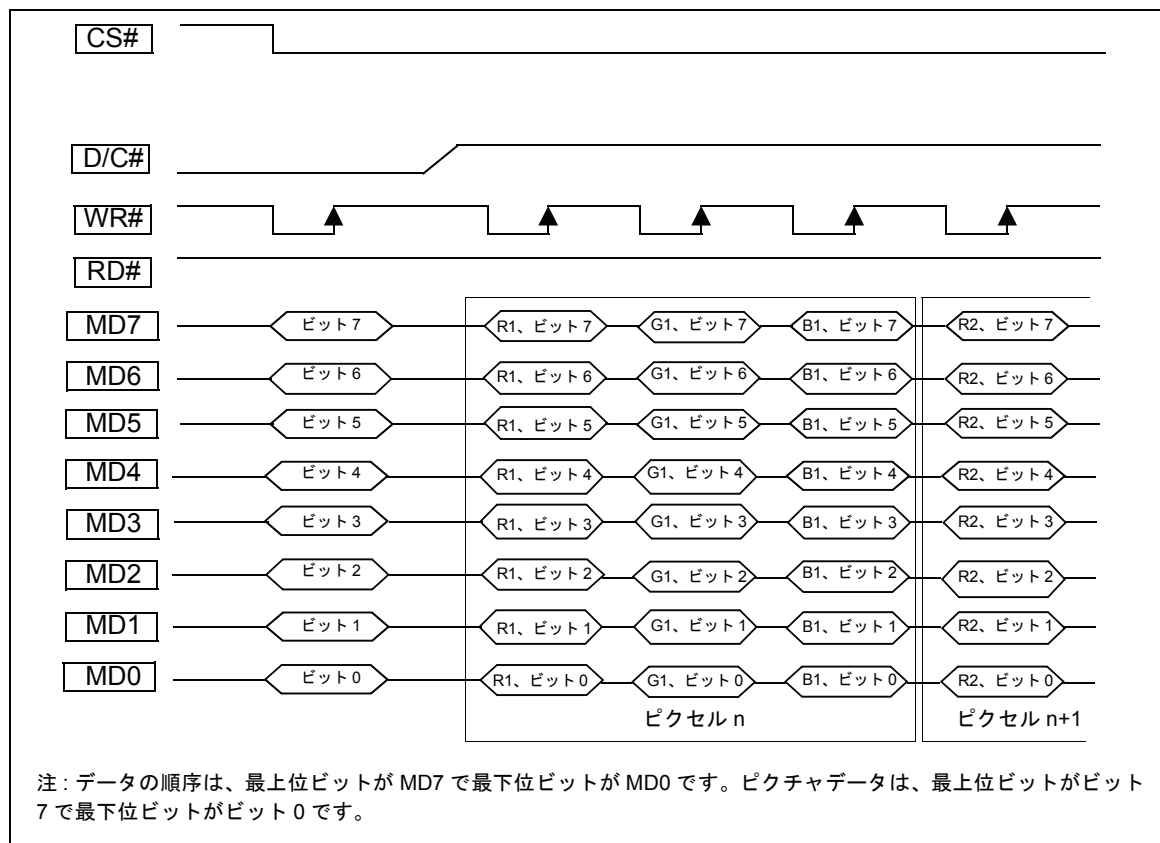 CS#
D/C#
WR#
RD#
MD7 ビット 7 R1、ビット 7 G1、ビット 7 B1、ビット 7 R2、ビット 7
MD6 ビット 6 R1、ビット 6 G1、ビット 6 B1、ビット 6 R2、ビット 6
MD5 ビット 5 R1、ビット 5 G1、ビット 5 B1、ビット 5 R2、ビット 5
MD4 ビット 4 R1、ビット 4 G1、ビット 4 B1、ビット 4 R2、ビット 4
MD3 ビット 3 R1、ビット 3 G1、ビット 3 B1、ビット 3 R2、ビット 3
MD2 ビット 2 R1、ビット 2 G1、ビット 2 B1、ビット 2 R2、ビット 2
MD1 ビット 1 R1、ビット 1 G1、ビット 1 B1、ビット 1 R2、ビット 1
MD0 ビット 0 R1、ビット 0 G1、ビット 0 B1、ビット 0 R2、ビット 0
ピクセル n ピクセル n+1
注 : データの順序は、最上位ビットが MD7 で最下位ビットが MD0 です。ピクチャデータは、最上位ビットがビット
7 で最下位ビットがビット 0 です。